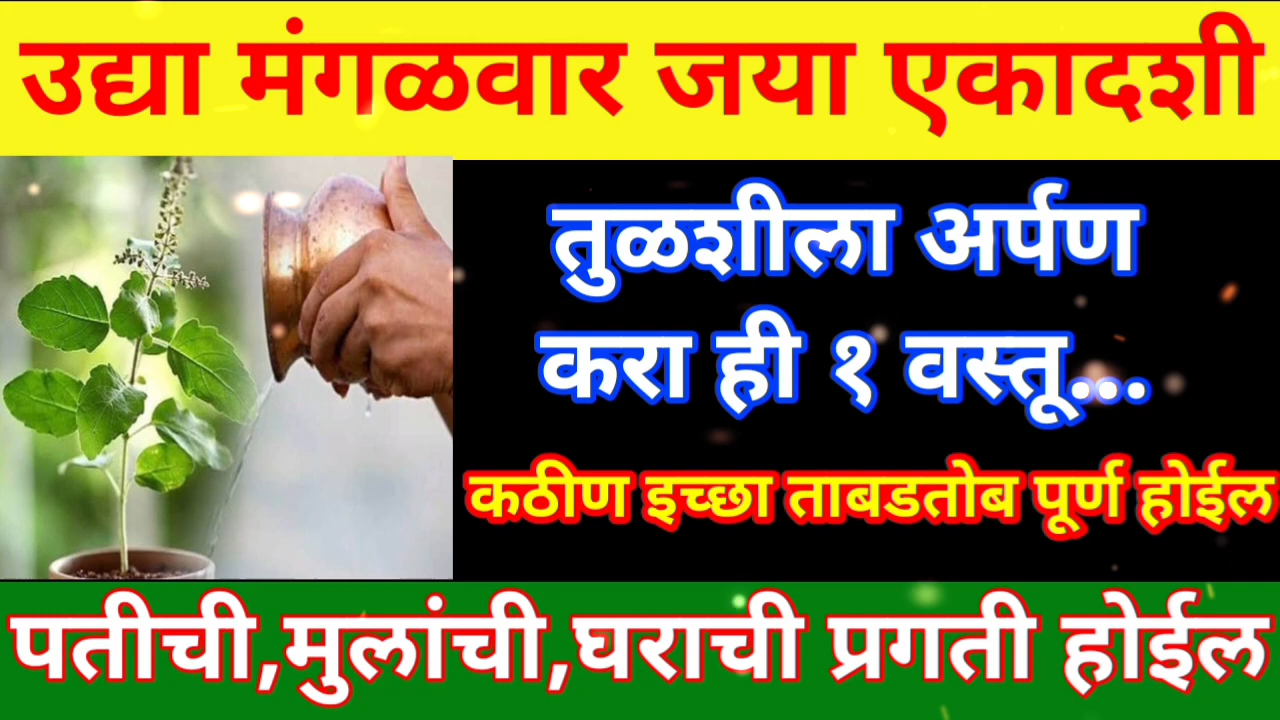 उद्या मंगळवार जया एकादशी
तुळशीला अर्पण
करा ही १ वस्तू...
कठीण इच्छा ताबडतोब पूर्ण होईल
पतीची,मुलांची,घराची प्रगती होईल